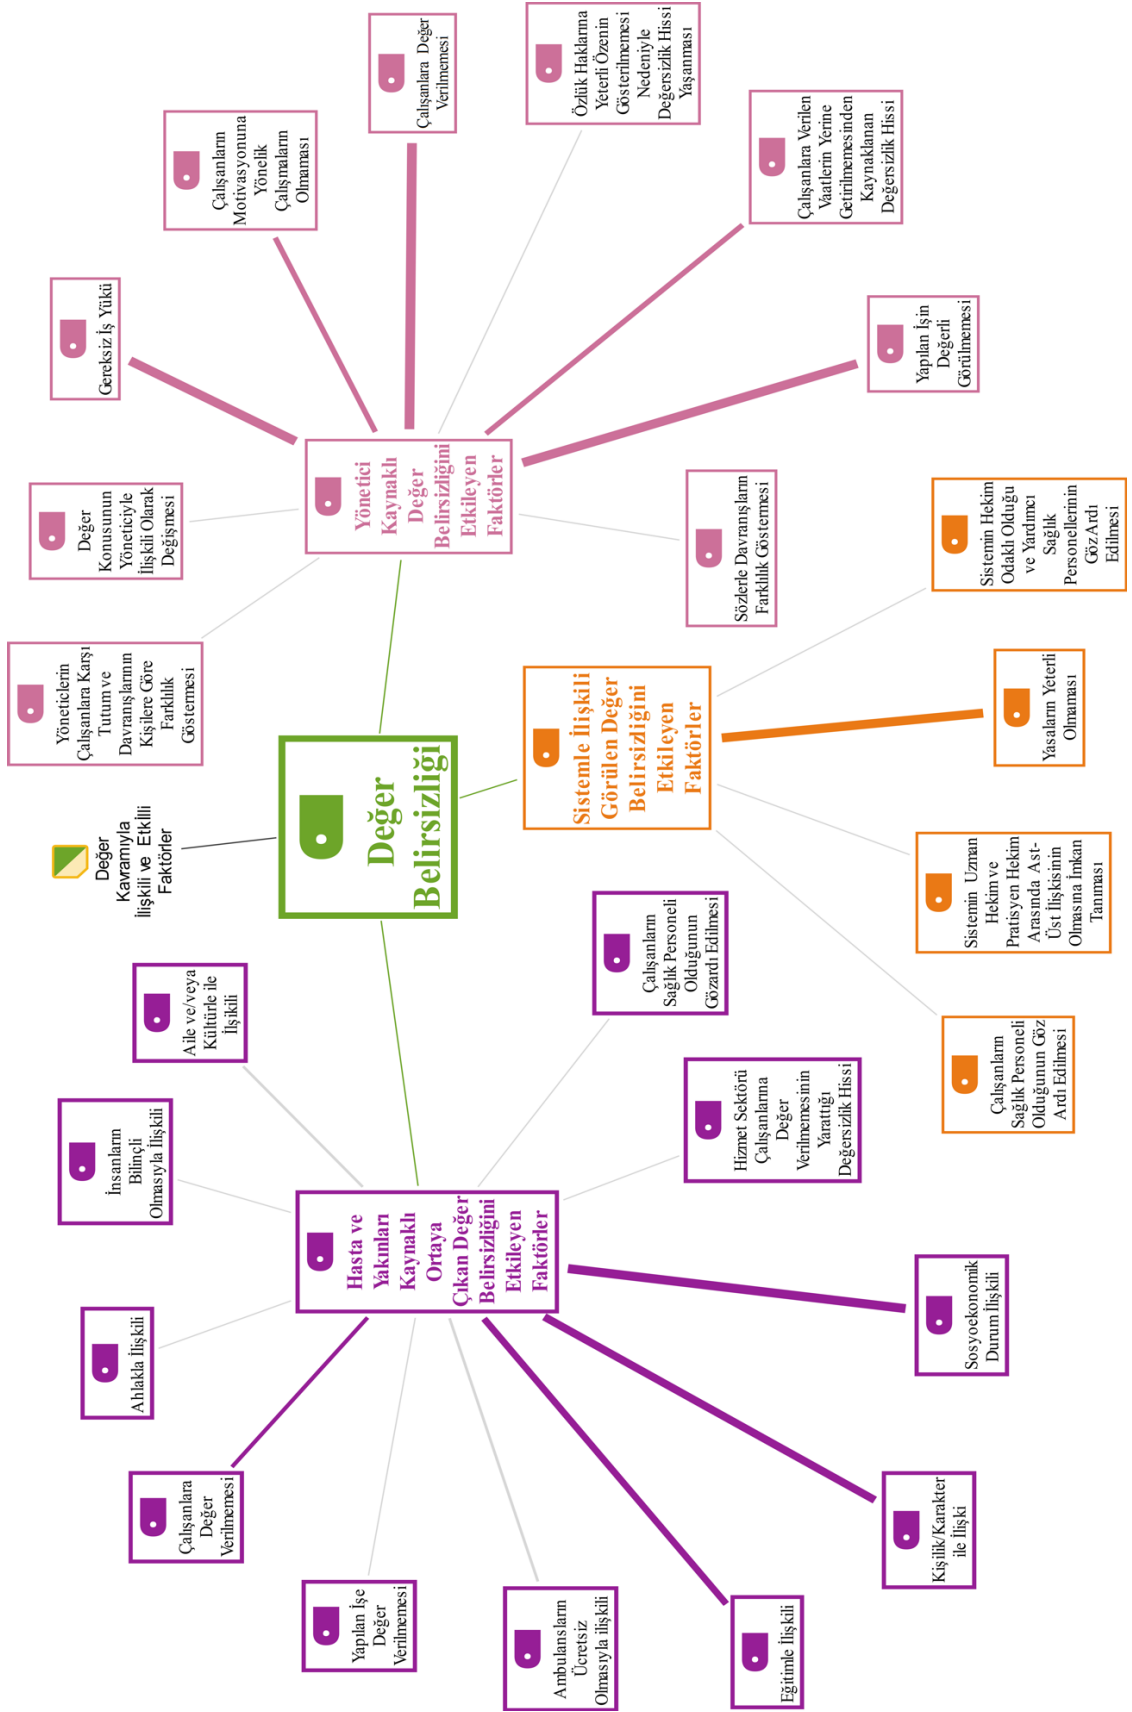 Değer
Kavramıyla
İlişkili ve Etkilli
Faktörler
Değer
Belirsizliği
Hasta ve
Yakınları
Kaynaklı
Ortaya
Çıkan Değer
Belirsizliğini
Etkileyen
Faktörler
Aile ve/veya
Kültürle ile
İlşikili
İnsanların
Bilinçli
Olmasıyla İlişkili
Ahlakla İlişkili
Çalışanlara
Değer
Verilmemesi
Yapılan İşe
Değer
Verilmemesi
Ambulansların
Ücretsiz
Olmasıyla ilişkili
Eğitimle İlişkili
Kişilik/Karakter
ile İlişki
Sosyoekonomik
Durum İlişkili
Hizmet Sektörü
Çalışanlarına
Değer
Verilmemesinin
Yarattığı
Değersizlik Hissi
Çalışanların
Sağlık Personeli
Olduğunun
Gözardı Edilmesi
Sistemle İlişkili
Görülen Değer
Belirsizliğini
Etkileyen
Faktörler
Çalışanların
Sağlık Personeli
Olduğunun Göz
Ardı Edilmesi
Sistemin Uzman
Hekim ve
Pratisyen Hekim
Arasında Ast-
Üst İlişkisinin
Olmasına İmkan
Tanıması
Yasaların Yeterli
Olmaması
Sistemin Hekim
Odaklı Olduğu
ve Yardımcı
Sağlık
Personellerinin
Göz Ardı
Edilmesi
Yönetici
Kaynaklı
Değer
Belirsizliğini
Etkileyen
Faktörler
Yöneticlerin
Çalışanlara Karşı
Tutum ve
Davranışlarının
Kişilere Göre
Farklılık
Göstermesi
Değer
Konusunun
Yöneticiyle
İlişkili Olarak
Değişmesi
Gereksiz İş Yükü
Çalışanların
Motivasyonuna
Yönelik
Çalışmaların
Olmaması
Çalışanlara Değer
Verilmemesi
Özlük Haklarına
Yeterli Özenin
Gösterilmemesi
Nedeniyle
Değersizlik Hissi
Yaşanması
Çalışanlara Verilen
Vaatlerin Yerine
Getirilmemesinden
Kaynaklanan
Değersizlik Hissi
Yapılan İşin
Değerli
Görülmemesi
Sözlerle Davranışların
Farklılık Göstermesi